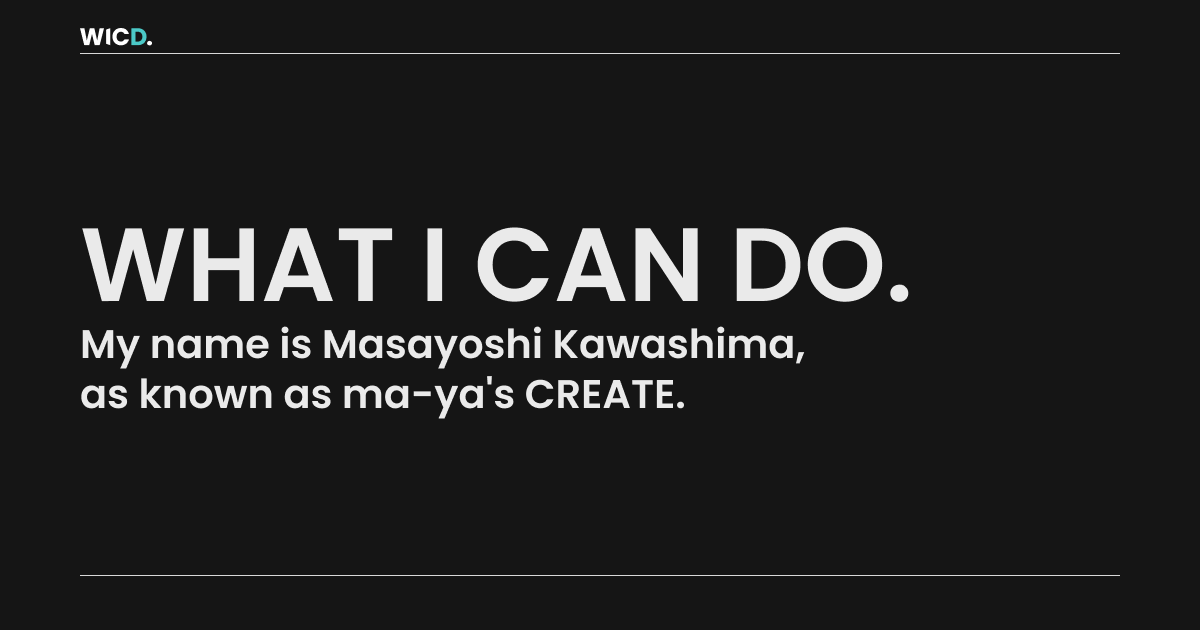 WICD.
WHAT I CAN DO.
My name is Masayoshi Kawashima,
as known as ma-ya's CREATE.